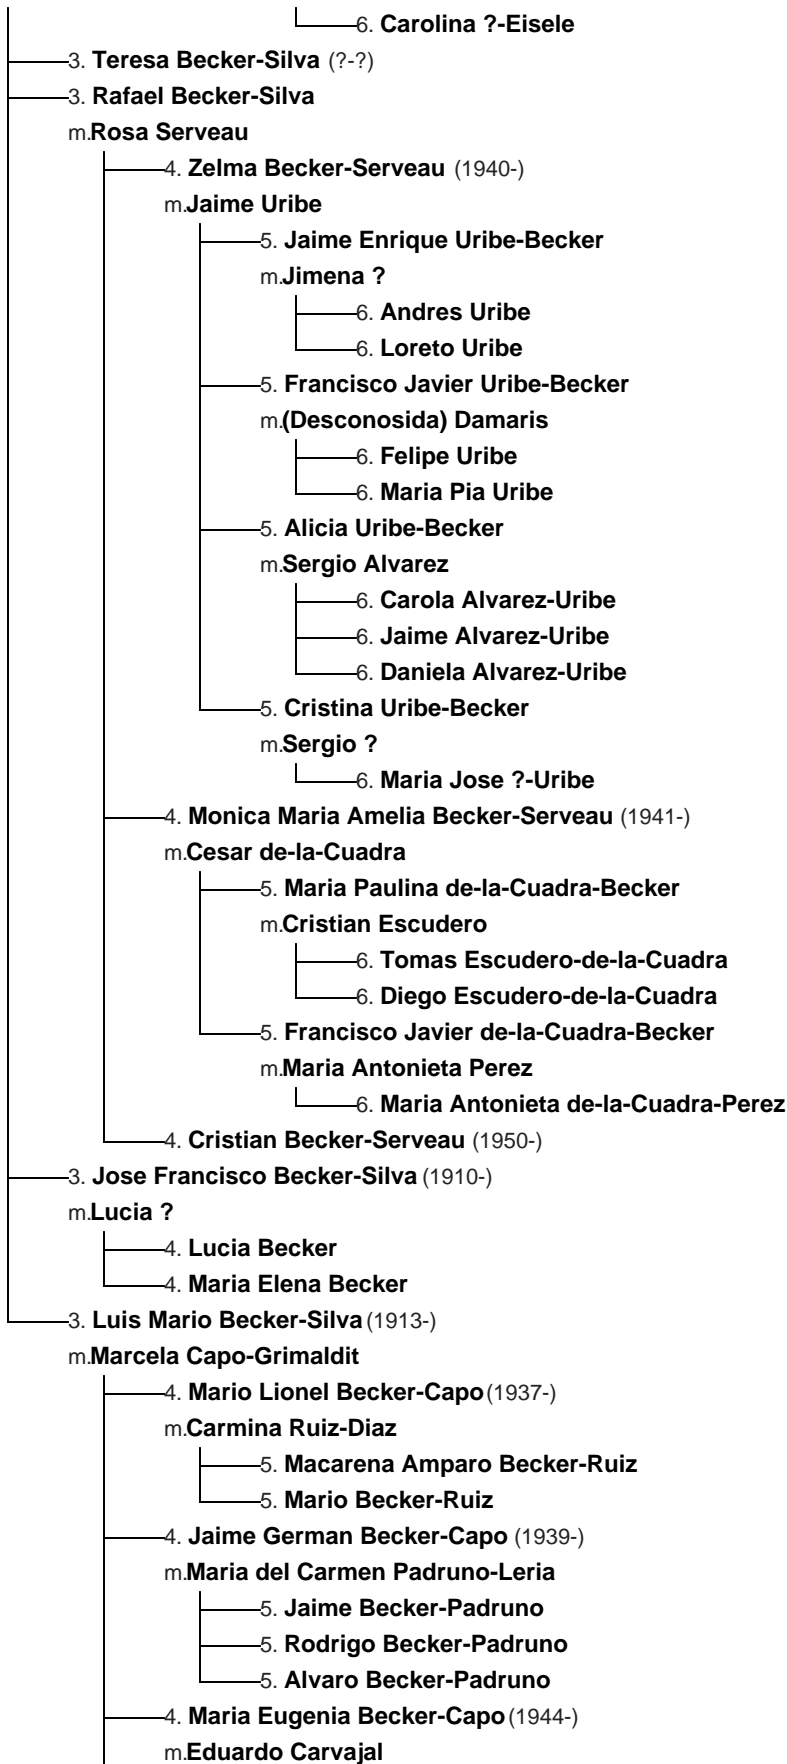 6. Carolina ?-Eisele
3. Teresa Becker-Silva (?-?)
3. Rafael Becker-Silva
m.Rosa Serveau
4. Zelma Becker-Serveau (1940-)
m.Jaime Uribe
5. Jaime Enrique Uribe-Becker
m.Jimena ?
6. Andres Uribe
6. Loreto Uribe
5. Francisco Javier Uribe-Becker
m.(Desconosida) Damaris
6. Felipe Uribe
6. Maria Pia Uribe
5. Alicia Uribe-Becker
m.Sergio Alvarez
6. Carola Alvarez-Uribe
6. Jaime Alvarez-Uribe
6. Daniela Alvarez-Uribe
5. Cristina Uribe-Becker
m.Sergio ?
6. Maria Jose ?-Uribe
4. Monica Maria Amelia Becker-Serveau (1941-)
m.Cesar de-la-Cuadra
5. Maria Paulina de-la-Cuadra-Becker
m.Cristian Escudero
6. Tomas Escudero-de-la-Cuadra
6. Diego Escudero-de-la-Cuadra
5. Francisco Javier de-la-Cuadra-Becker
m.Maria Antonieta Perez
6. Maria Antonieta de-la-Cuadra-Perez
4. Cristian Becker-Serveau (1950-)
3. Jose Francisco Becker-Silva (1910-)
m.Lucia ?
4. Lucia Becker
4. Maria Elena Becker
3. Luis Mario Becker-Silva (1913-)
m.Marcela Capo-Grimaldit
4. Mario Lionel Becker-Capo (1937-)
m.Carmina Ruiz-Diaz
5. Macarena Amparo Becker-Ruiz
5. Mario Becker-Ruiz
4. Jaime German Becker-Capo (1939-)
m.Maria del Carmen Padruno-Leria
5. Jaime Becker-Padruno
5. Rodrigo Becker-Padruno
5. Alvaro Becker-Padruno
4. Maria Eugenia Becker-Capo (1944-)
m.Eduardo Carvajal